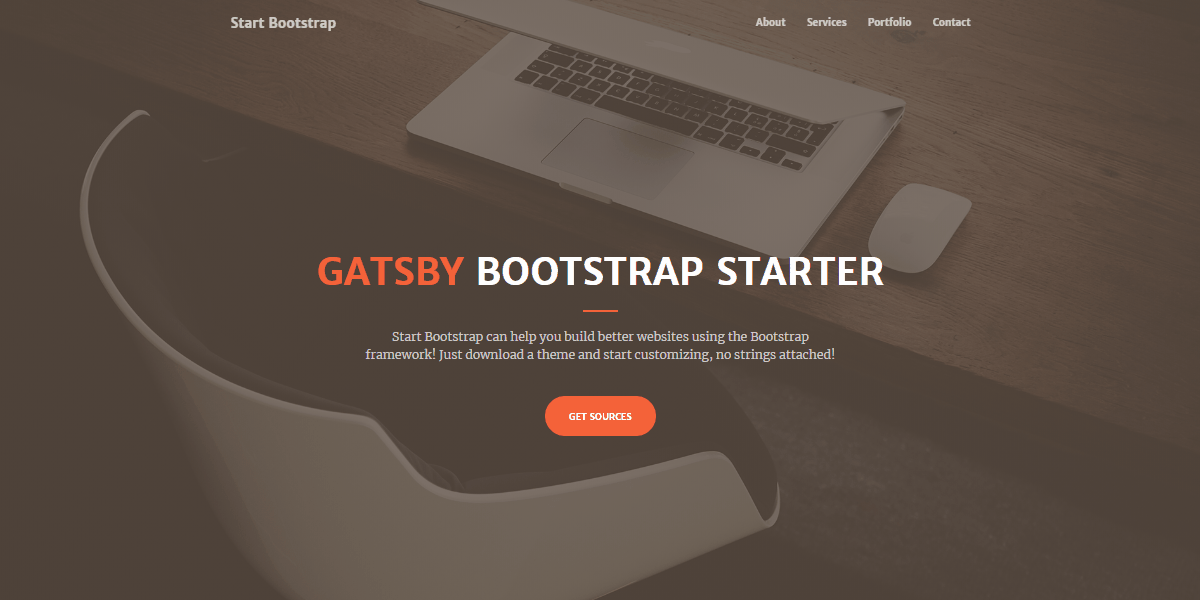 Start Bootstrap
About Services Portfolio Contact
GATSBY BOOTSTRAP STARTER
Start Bootstrap can help you build better websites using the Bootstrap
framework! Just download a theme and start customizing, no strings attached!
GET SOURCES